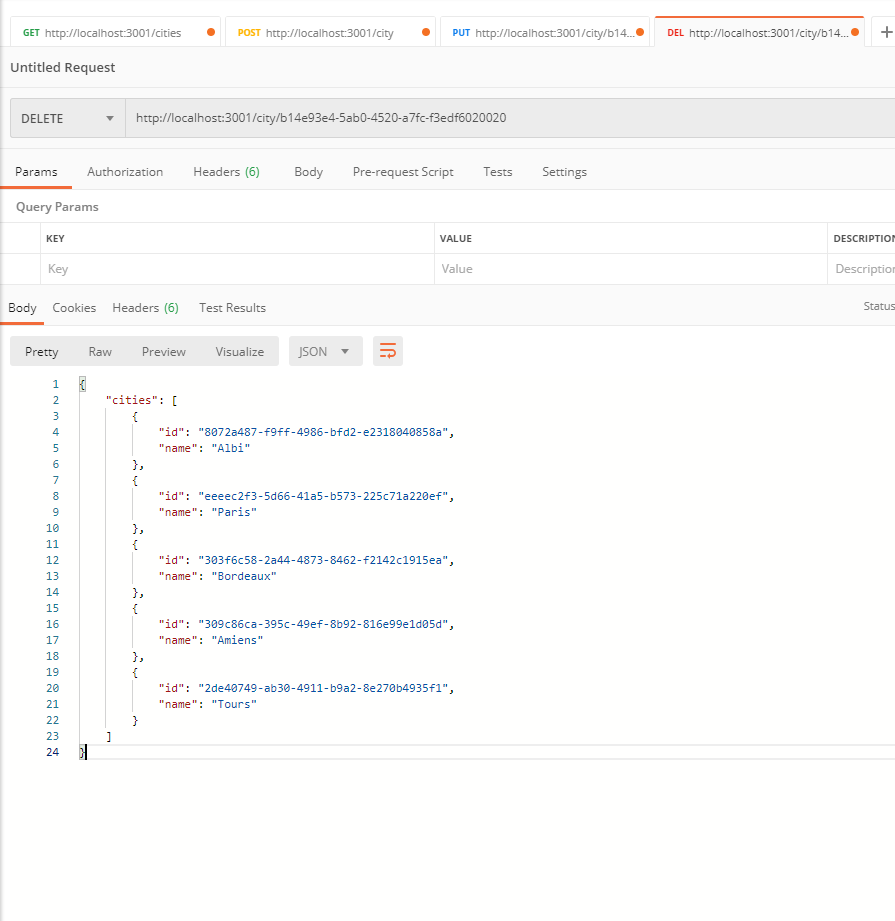 GET http://localhost:3001/cities POST http://localhost:3001/city PUT http://localhost:3001/city/b14... DEL http://localhost:3001/city/b14... +
Untitled Request
DELETE http://localhost:3001/city/b14e93e4-5ab0-4520-a7fc-f3edf6020020
Params Authorization Headers (6) Body Pre-request Script Tests Settings
Query Params
KEY VALUE DESCRIPTION
Key Value Description
Body Cookies Headers (6) Test Results Status
Pretty Raw Preview Visualize JSON
1 {
2 "cities": [
3 {
4 "id": "8072a487-f9ff-4986-bfd2-e2318040858a",
5 "name": "Albi"
6 },
7 {
8 "id": "eeeec2f3-5d66-41a5-b573-225c71a220ef",
9 "name": "Paris"
10 },
11 {
12 "id": "303f6c58-2a44-4873-8462-f2142c1915ea",
13 "name": "Bordeaux"
14 },
15 {
16 "id": "309c86ca-395c-49ef-8b92-816e99e1d05d",
17 "name": "Amiens"
18 },
19 {
20 "id": "2de40749-ab30-4911-b9a2-8e270b4935f1",
21 "name": "Tours"
22 }
23 ]
24 }